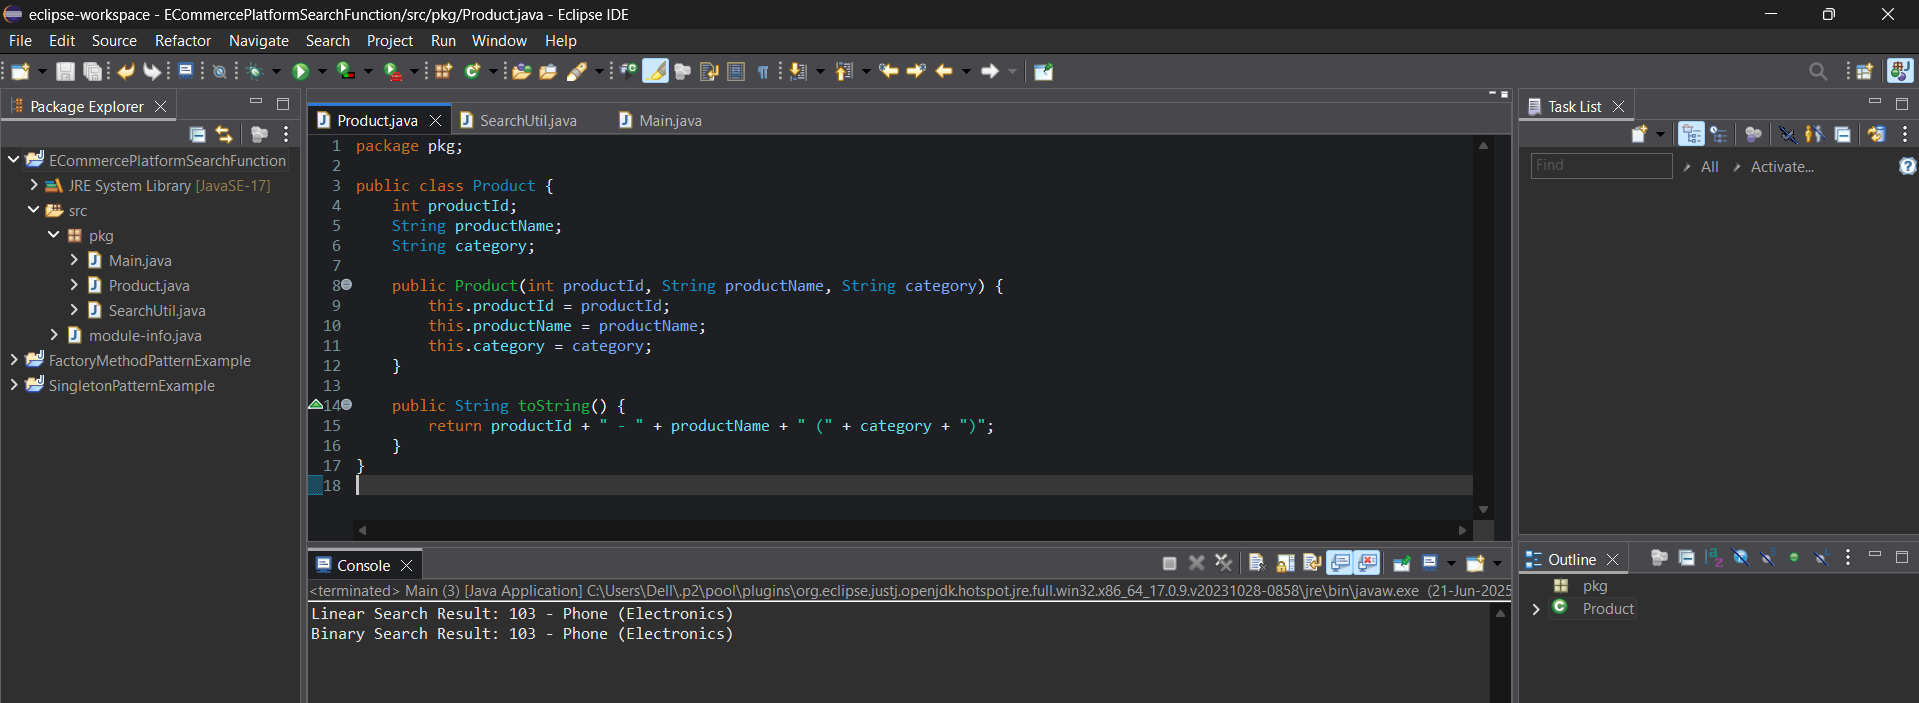 eclipse-workspace - ECommercePlatformSearchFunction/src/pkg/Product.java - Eclipse IDE
File Edit Source Refactor Navigate Search Project Run Window Help
Package Explorer
ECommercePlatformSearchFunction
JRE System Library [JavaSE-17]
src
pkg
Main.java
Product.java
SearchUtil.java
module-info.java
FactoryMethodPatternExample
SingletonPatternExample
Product.java SearchUtil.java Main.java
1 package pkg;
2
3 public class Product {
4 int productId;
5 String productName;
6 String category;
7
8 public Product(int productId, String productName, String category) {
9 this.productId = productId;
10 this.productName = productName;
11 this.category = category;
12 }
13
14 public String toString() {
15 return productId + " - " + productName + " (" + category + ")";
16 }
17 }
18
Console
<terminated> Main (3) [Java Application] C:\Users\Dell\.p2\pool\plugins\org.eclipse.justj.openjdk.hotspot.jre.full.win32.x86_64_17.0.9.v20231028-0858\jre\bin\javaw.exe (21-Jun-2025
Linear Search Result: 103 - Phone (Electronics)
Binary Search Result: 103 - Phone (Electronics)
Task List
Find All Activate...
Outline
pkg
Product